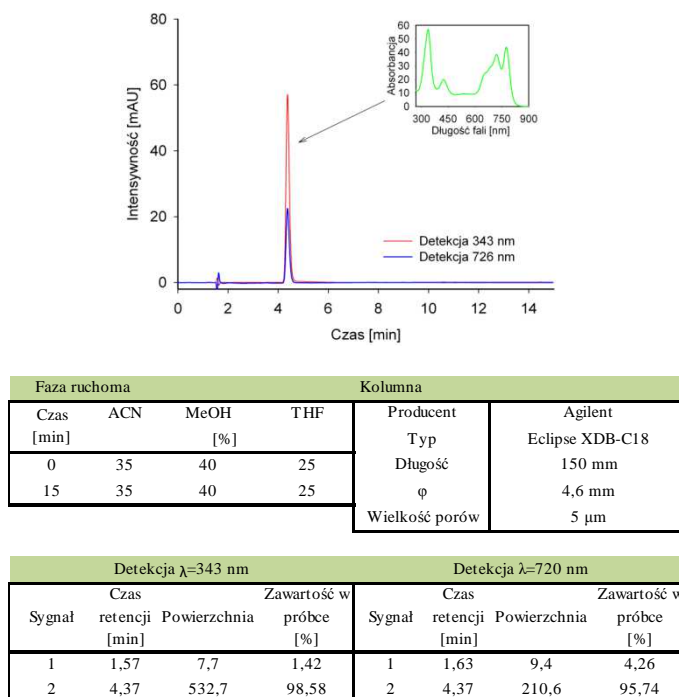 80
60
40
20
0
Intensywność [mAU]
0 2 4 6 8 10 12 14
Czas [min]
Detekcja 343 nm
Detekcja 726 nm
60
50
40
30
20
10
0
Absorbancja
300 450 600 750 900
Długość fali [nm]
Faza ruchoma Kolumna
Czas ACN MeOH THF Producent Agilent
[min] [%] Typ Eclipse XDB-C18
0 35 40 25 Długość 150 mm
15 35 40 25 φ 4,6 mm
Wielkość porów 5 μm
Detekcja λ=343 nm Detekcja λ=720 nm
Czas Zawartość w Czas Zawartość w
Sygnał retencji Powierzchnia próbce Sygnał retencji Powierzchnia próbce
[min] [%] [min] [%]
1 1,57 7,7 1,42 1 1,63 9,4 4,26
2 4,37 532,7 98,58 2 4,37 210,6 95,74